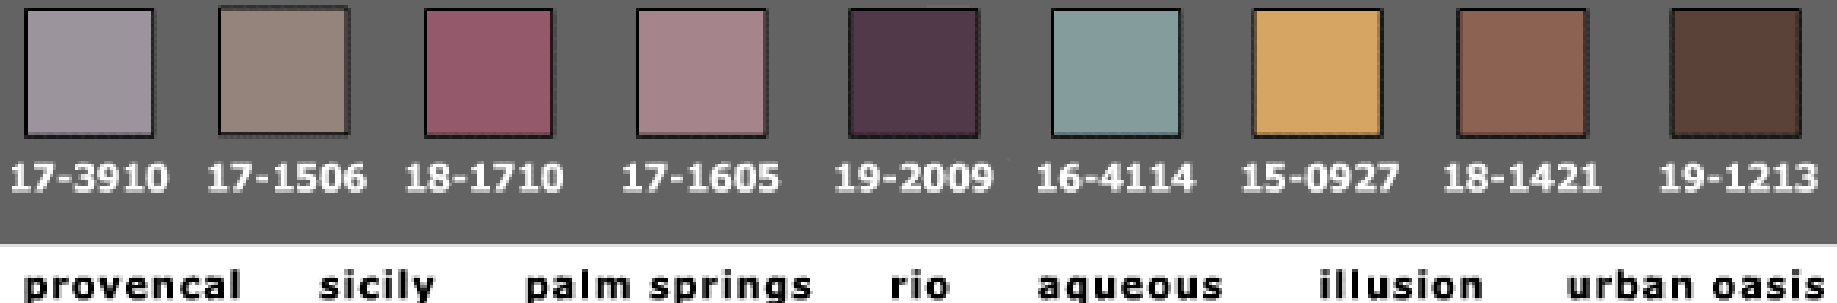 17-3910 17-1506 18-1710 17-1605 19-2009 16-4114 15-0927 18-1421 19-1213
provencal sicily palm springs rio aqueous illusion urban oasis